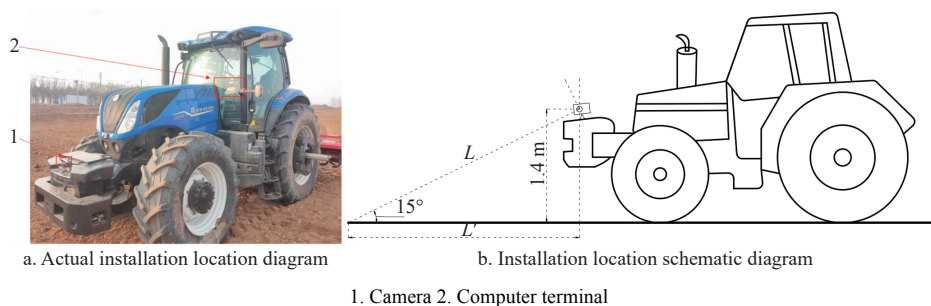 2
1
L
1.4 m
15°
L′
a. Actual installation location diagram
b. Installation location schematic diagram
1. Camera 2. Computer terminal